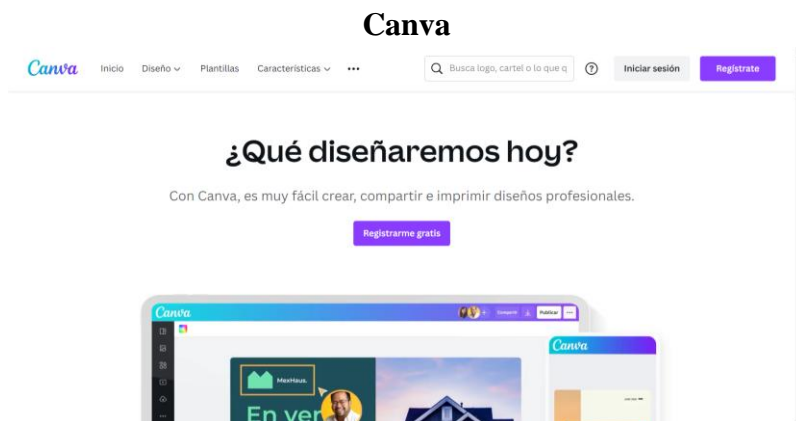 Canva
Canva Inicio Diseño Plantillas Características ••• Busca logo, cartel o lo que q ? Iniciar sesión Regístrate
¿Qué diseñaremos hoy?
Con Canva, es muy fácil crear, compartir e imprimir diseños profesionales.
Registrarme gratis
Canva + Compartir Publicar •••
Canva
MexHaus.
En ven